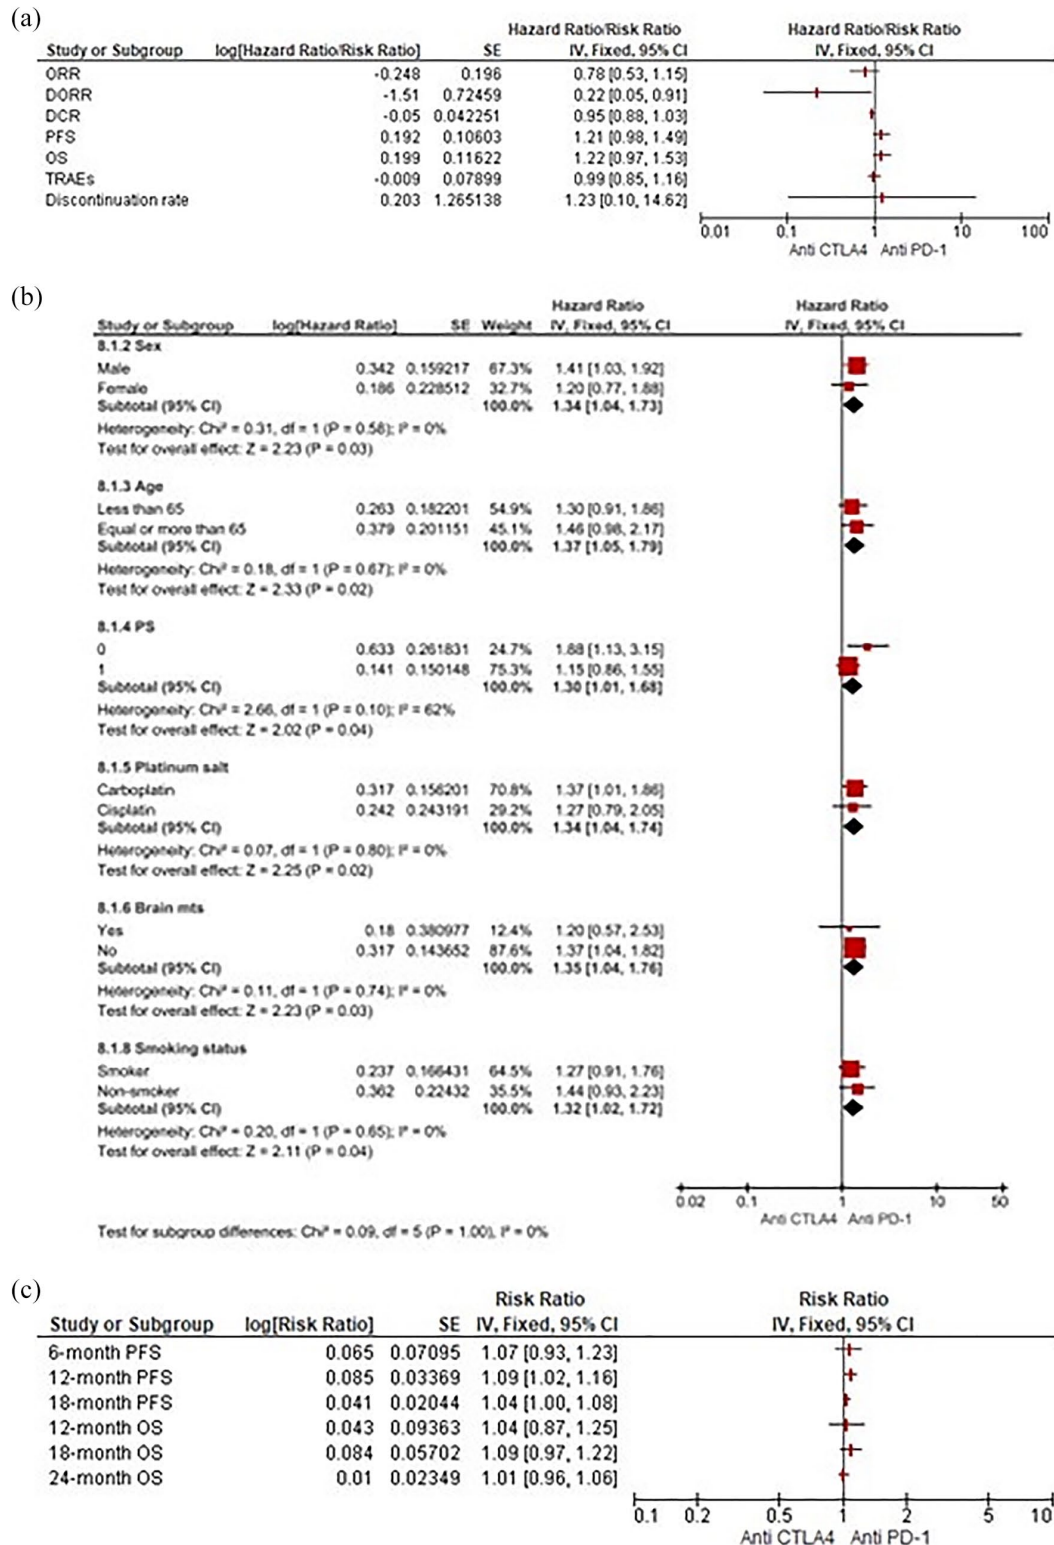 (a)
Hazard Ratio/Risk Ratio Hazard Ratio/Risk Ratio
Study or Subgroup log[Hazard Ratio/Risk Ratio] SE IV, Fixed, 95% CI IV, Fixed, 95% CI
ORR -0.248 0.196 0.78 [0.53, 1.15]
DORR -1.51 0.72459 0.22 [0.05, 0.91]
DCR -0.05 0.042251 0.95 [0.88, 1.03]
PFS 0.192 0.10603 1.21 [0.98, 1.49]
OS 0.199 0.11622 1.22 [0.97, 1.53]
TRAEs -0.009 0.07899 0.99 [0.85, 1.16]
Discontinuation rate 0.203 1.265138 1.23 [0.10, 14.62]
0.01 0.1 1 10 100
Anti CTLA4 Anti PD-1
(b)
Hazard Ratio Hazard Ratio
Study or Subgroup log[Hazard Ratio] SE Weight IV, Fixed, 95% CI IV, Fixed, 95% CI
8.1.2 Sex
Male 0.342 0.159217 67.3% 1.41 [1.03, 1.92]
Female 0.186 0.228512 32.7% 1.20 [0.77, 1.88]
Subtotal (95% CI) 100.0% 1.34 [1.04, 1.73]
Heterogeneity: Chi² = 0.31, df = 1 (P = 0.58); I² = 0%
Test for overall effect: Z = 2.23 (P = 0.03)
8.1.3 Age
Less than 65 0.263 0.182201 54.9% 1.30 [0.91, 1.86]
Equal or more than 65 0.379 0.201151 45.1% 1.46 [0.98, 2.17]
Subtotal (95% CI) 100.0% 1.37 [1.05, 1.79]
Heterogeneity: Chi² = 0.18, df = 1 (P = 0.67); I² = 0%
Test for overall effect: Z = 2.33 (P = 0.02)
8.1.4 PS
0 0.633 0.261831 24.7% 1.88 [1.13, 3.15]
1 0.141 0.150148 75.3% 1.15 [0.86, 1.55]
Subtotal (95% CI) 100.0% 1.30 [1.01, 1.68]
Heterogeneity: Chi² = 2.66, df = 1 (P = 0.10); I² = 62%
Test for overall effect: Z = 2.02 (P = 0.04)
8.1.5 Platinum salt
Carboplatin 0.317 0.156201 70.8% 1.37 [1.01, 1.86]
Cisplatin 0.242 0.243191 29.2% 1.27 [0.79, 2.05]
Subtotal (95% CI) 100.0% 1.34 [1.04, 1.74]
Heterogeneity: Chi² = 0.07, df = 1 (P = 0.80); I² = 0%
Test for overall effect: Z = 2.25 (P = 0.02)
8.1.6 Brain mts
Yes 0.18 0.380977 12.4% 1.20 [0.57, 2.53]
No 0.317 0.143652 87.6% 1.37 [1.04, 1.82]
Subtotal (95% CI) 100.0% 1.35 [1.04, 1.76]
Heterogeneity: Chi² = 0.11, df = 1 (P = 0.74); I² = 0%
Test for overall effect: Z = 2.23 (P = 0.03)
8.1.8 Smoking status
Smoker 0.237 0.166431 64.5% 1.27 [0.91, 1.76]
Non-smoker 0.362 0.22432 35.5% 1.44 [0.93, 2.23]
Subtotal (95% CI) 100.0% 1.32 [1.02, 1.72]
Heterogeneity: Chi² = 0.20, df = 1 (P = 0.65); I² = 0%
Test for overall effect: Z = 2.11 (P = 0.04)
0.02 0.1 1 10 50
Anti CTLA4 Anti PD-1
Test for subgroup differences: Chi² = 0.09, df = 5 (P = 1.00), I² = 0%
(c)
Risk Ratio Risk Ratio
Study or Subgroup log[Risk Ratio] SE IV, Fixed, 95% CI IV, Fixed, 95% CI
6-month PFS 0.065 0.07095 1.07 [0.93, 1.23]
12-month PFS 0.085 0.03369 1.09 [1.02, 1.16]
18-month PFS 0.041 0.02044 1.04 [1.00, 1.08]
12-month OS 0.043 0.09363 1.04 [0.87, 1.25]
18-month OS 0.084 0.05702 1.09 [0.97, 1.22]
24-month OS 0.01 0.02349 1.01 [0.96, 1.06]
0.1 0.2 0.5 1 2 5 10
Anti CTLA4 Anti PD-1